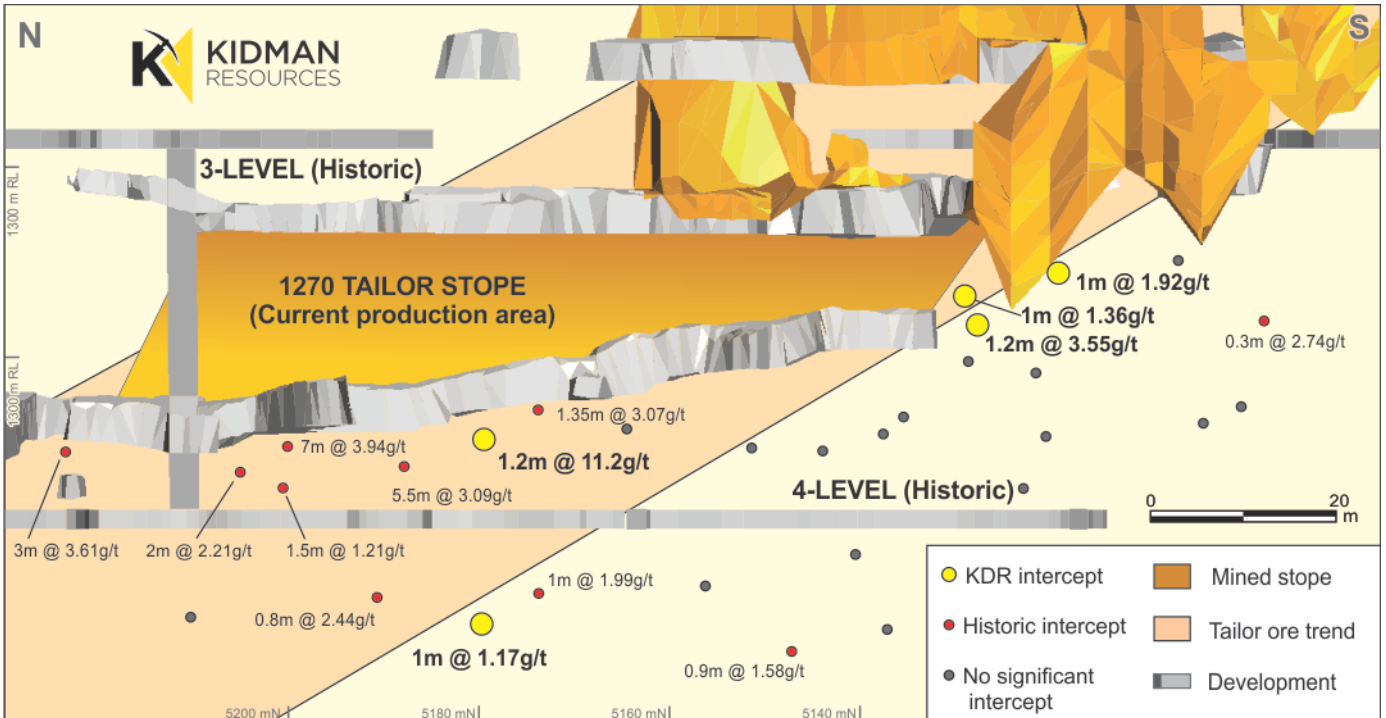 N
S
KIDMAN
RESOURCES
3-LEVEL (Historic)
1300 m RL
1270 TAILOR STOPE
(Current production area)
1m @ 1.92g/t
1m @ 1.36g/t
1.2m @ 3.55g/t
0.3m @ 2.74g/t
1300 m RL
1.35m @ 3.07g/t
7m @ 3.94g/t
1.2m @ 11.2g/t
5.5m @ 3.09g/t
4-LEVEL (Historic)
0 20
m
3m @ 3.61g/t
2m @ 2.21g/t
1.5m @ 1.21g/t
1m @ 1.99g/t
0.8m @ 2.44g/t
1m @ 1.17g/t
0.9m @ 1.58g/t
KDR intercept
Historic intercept
No significant
intercept
Mined stope
Tailor ore trend
Development
5200 mN
5180 mN
5160 mN
5140 mN